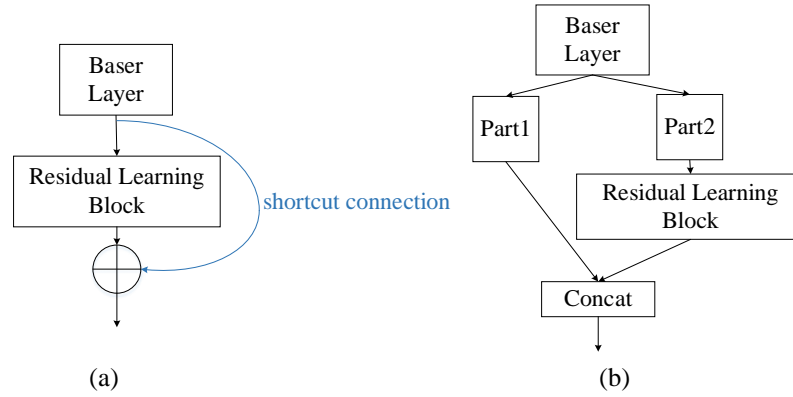 Baser
Layer
Residual Learning
Block
shortcut connection
(a)
Baser
Layer
Part1
Part2
Residual Learning
Block
Concat
(b)